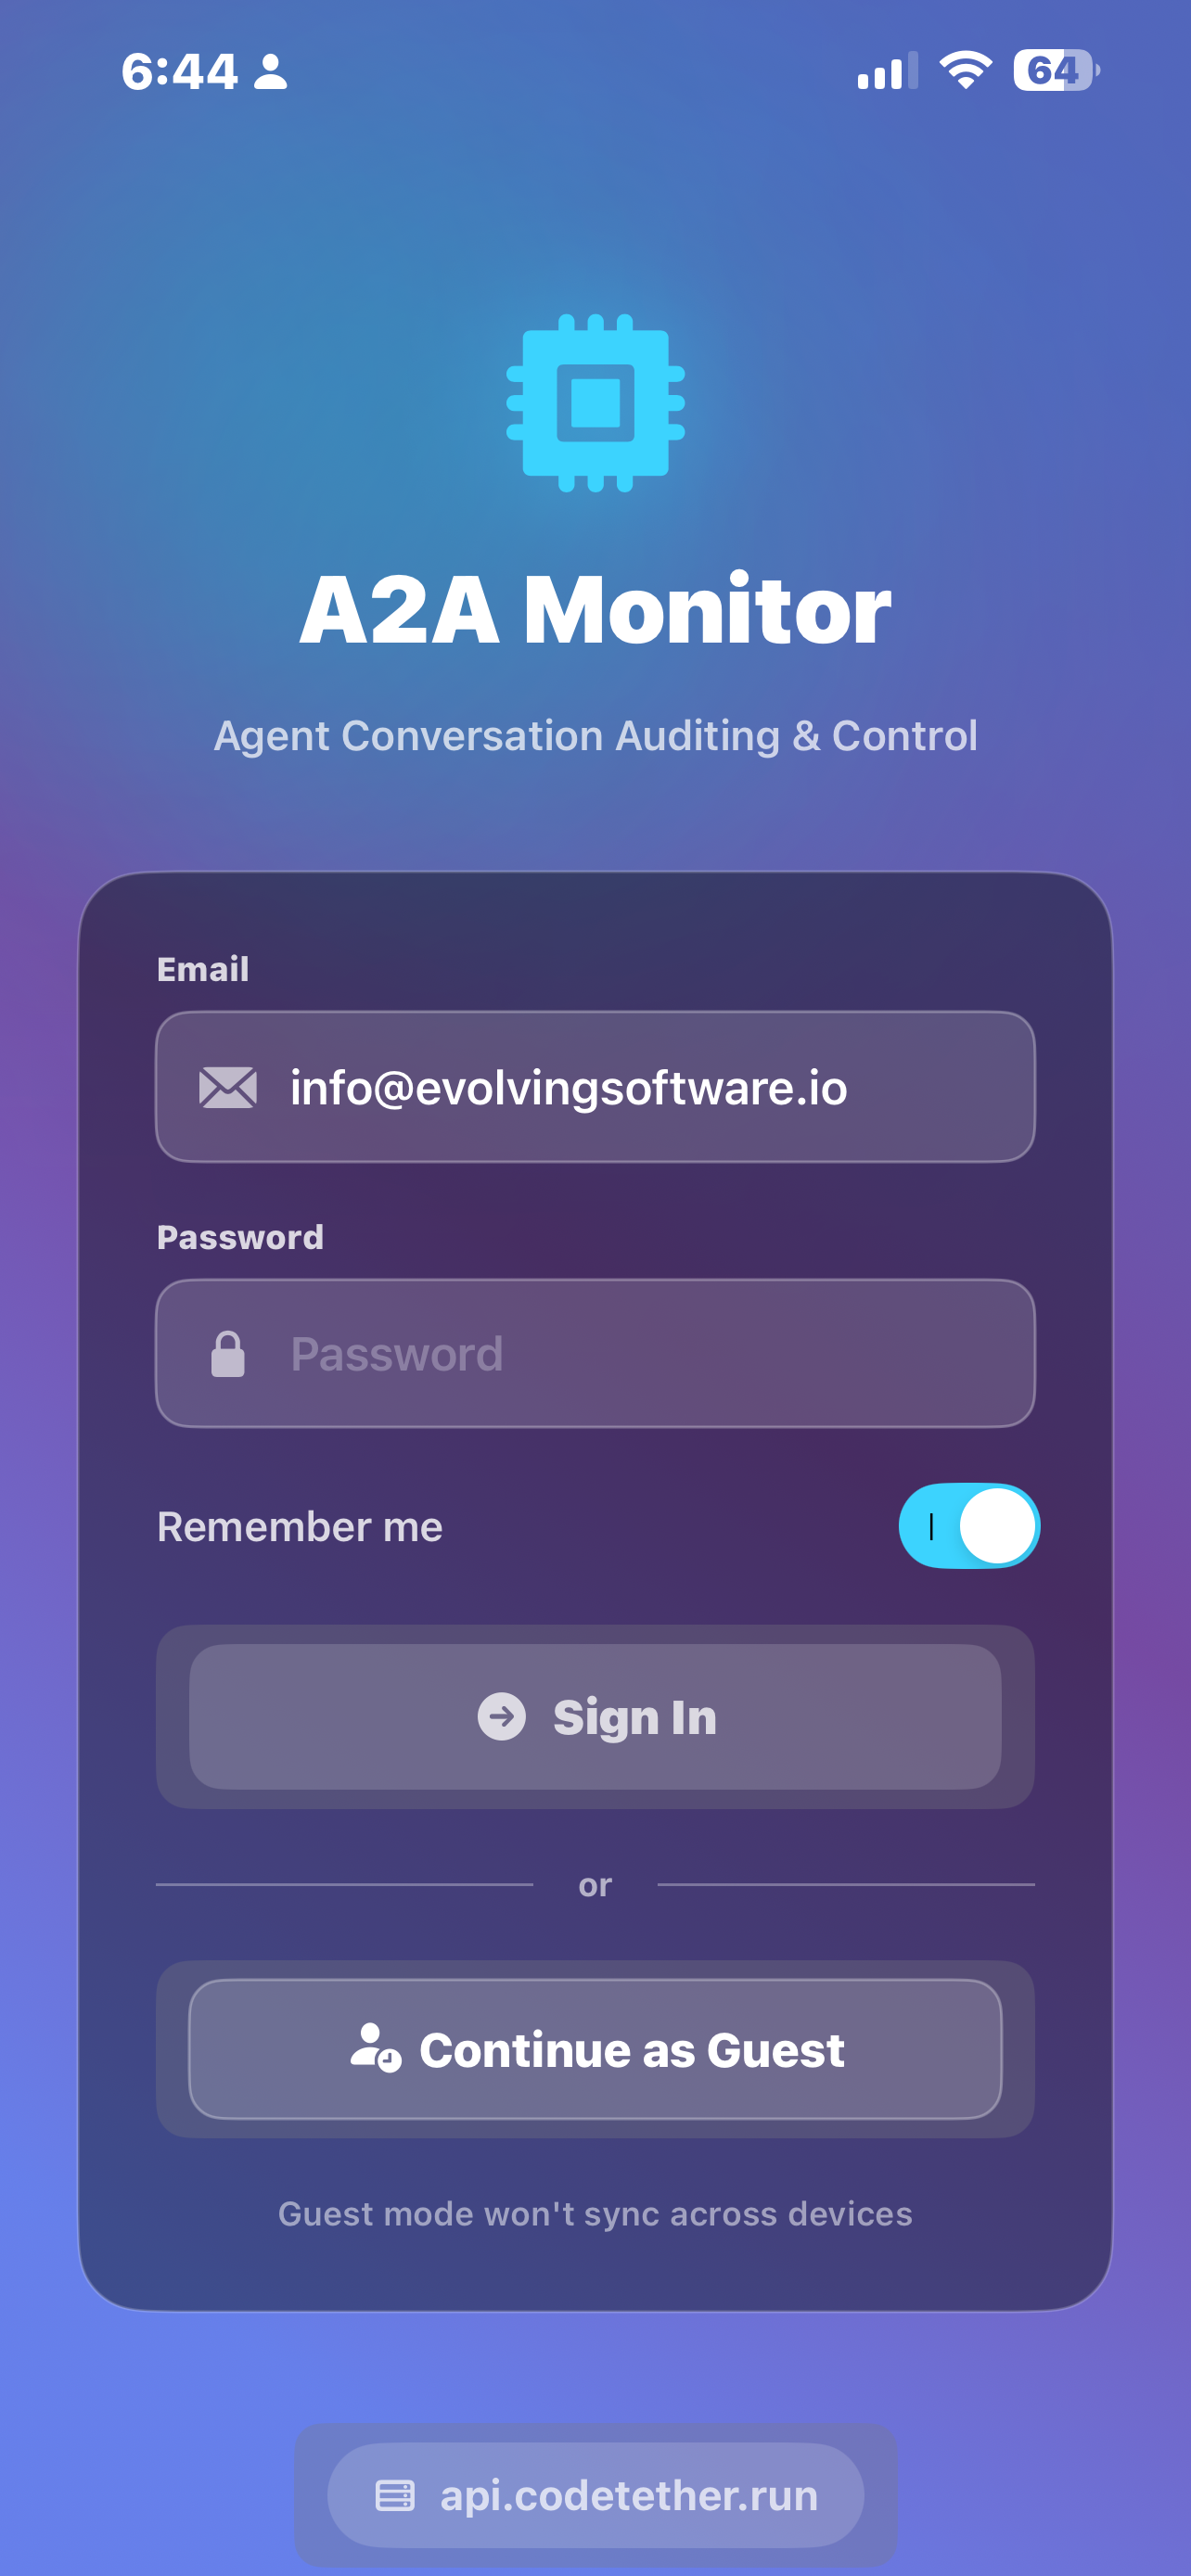 6:44
64
A2A Monitor
Agent Conversation Auditing & Control
Email
info@evolvingsoftware.io
Password
Password
Remember me
Sign In
or
Continue as Guest
Guest mode won't sync across devices
api.codetether.run